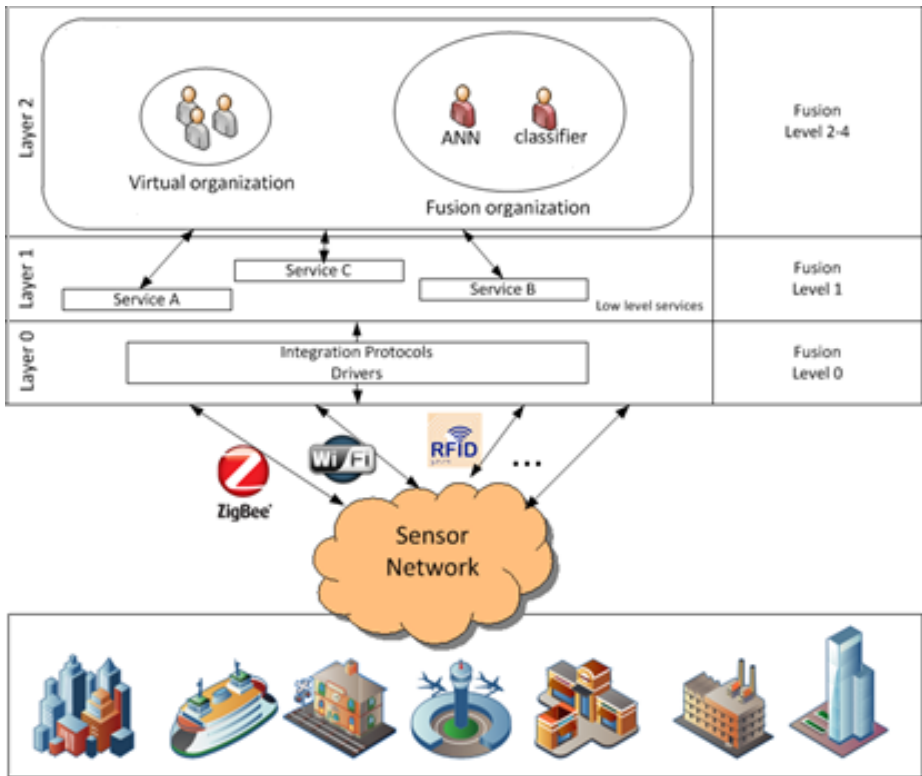 Layer 2
ANN
classifier
Virtual organization
Fusion organization
Fusion
Level 2-4
Layer 1
Service C
Service A
Service B
Low level services
Fusion
Level 1
Layer 0
Integration Protocols
Drivers
Fusion
Level 0
ZigBee
Wi Fi
RFID
...
Sensor
Network